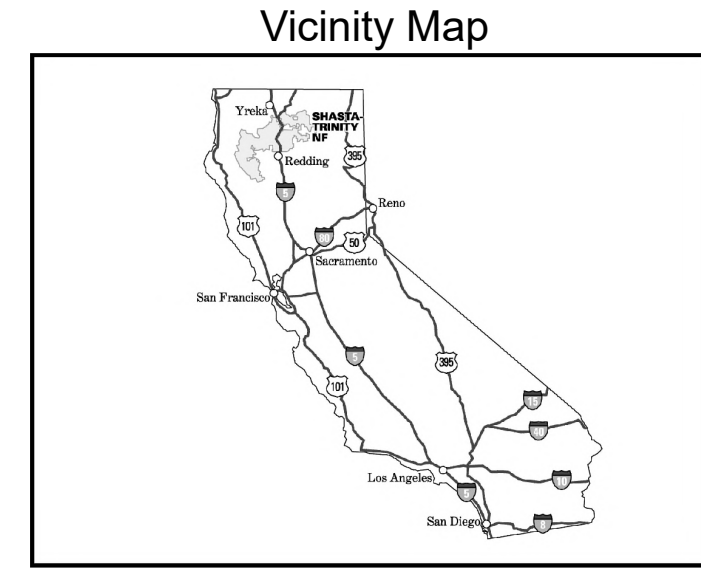 Vicinity Map
Yreka
SHASTA-
TRINITY
NF
Redding
395
5
Reno
101
80
50
Sacramento
San Francisco
5
395
101
15
40
Los Angeles
10
5
San Diego
8